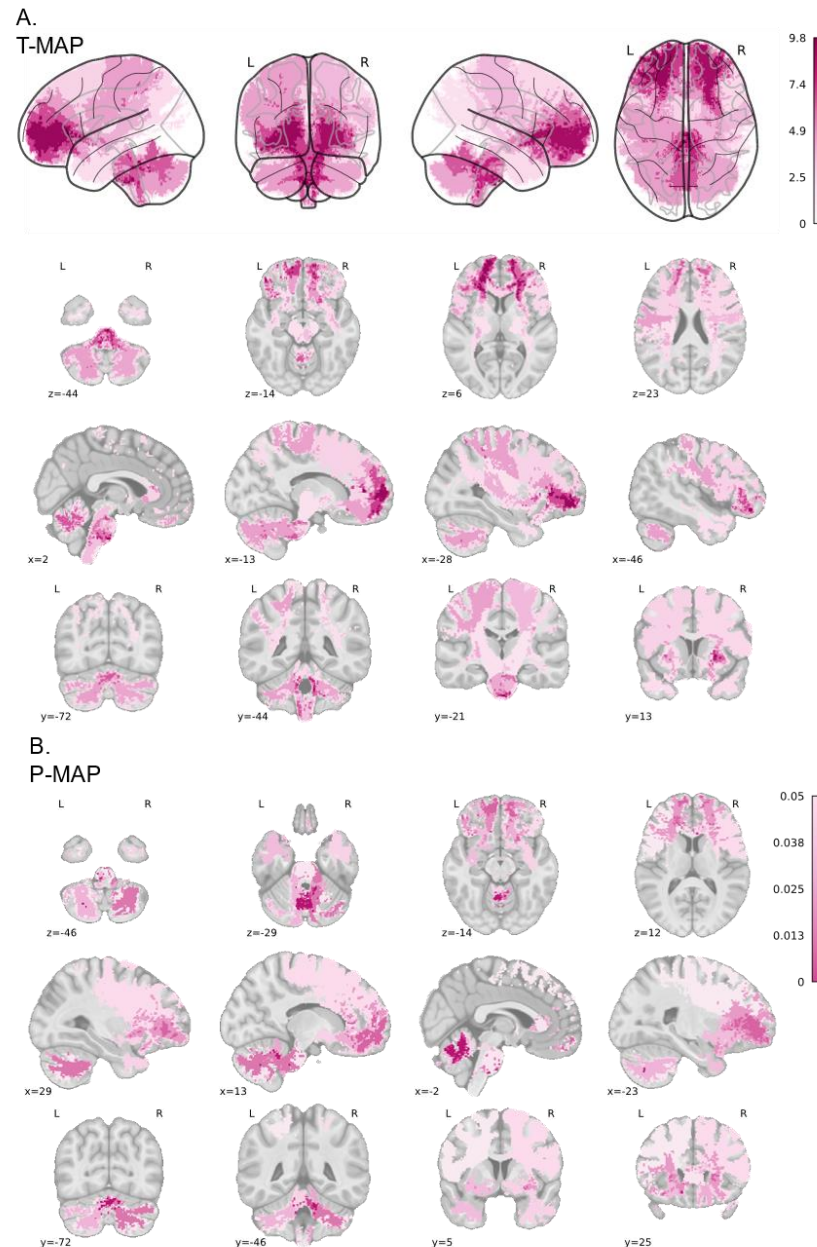 A.
T-MAP
L R
L R
9.8
7.4
4.9
2.5
0
L R
L R
L R
L R
z=-44
z=-14
z=6
z=23
x=2
x=-13
x=-28
x=-46
L R
L R
L R
L R
y=-72
y=-44
y=-21
y=13
B.
P-MAP
L R
L R
L R
L R
0.05
0.038
0.025
0.013
0
z=-46
z=-29
z=-14
z=12
x=29
x=13
x=-2
x=-23
L R
L R
L R
L R
y=-72
y=-46
y=5
y=25